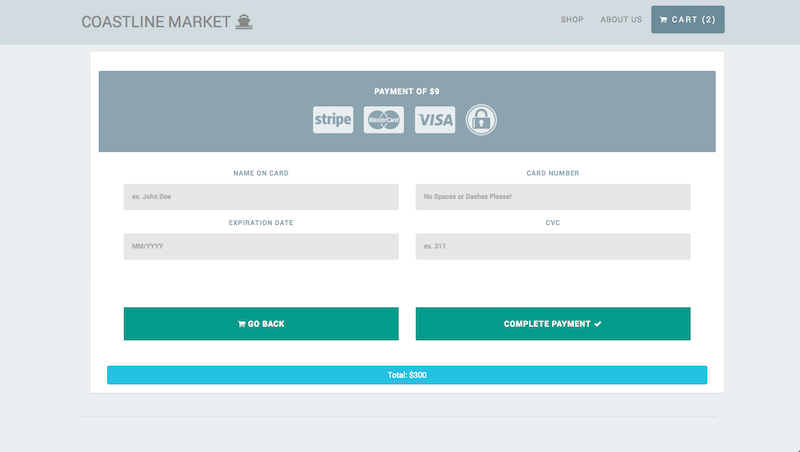 COASTLINE MARKET
SHOP ABOUT US CART (2)
PAYMENT OF $9
stripe MasterCard VISA
NAME ON CARD CARD NUMBER
ex. John Doe No Spaces or Dashes Please!
EXPIRATION DATE CVC
MM/YYYY ex. 311
GO BACK COMPLETE PAYMENT
Total: $300